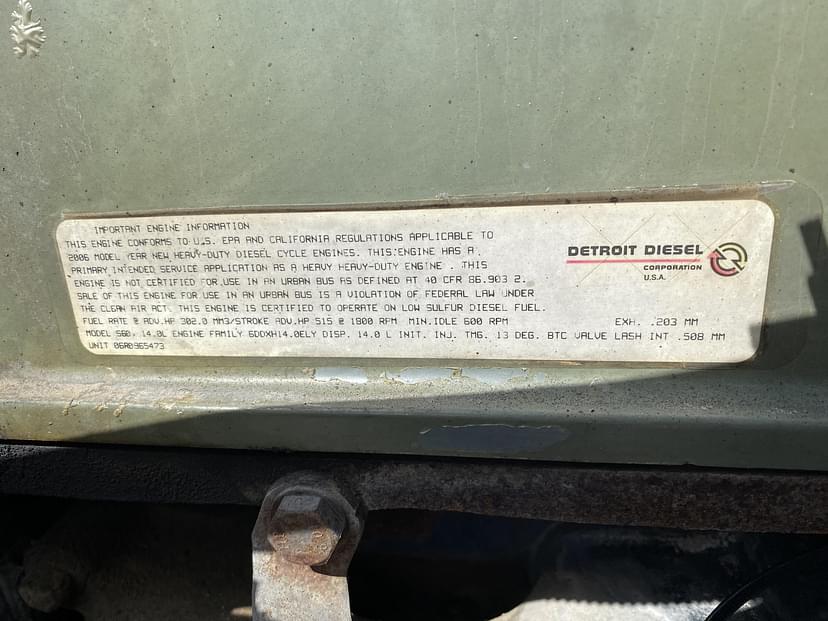 IMPORTANT ENGINE INFORMATION
THIS ENGINE CONFORMS TO U.S. EPA AND CALIFORNIA REGULATIONS APPLICABLE TO
2006 MODEL YEAR NEW HEAVY-DUTY DIESEL CYCLE ENGINES. THIS ENGINE HAS A
PRIMARY INTENDED SERVICE APPLICATION AS A HEAVY HEAVY-DUTY ENGINE . THIS
ENGINE IS NOT CERTIFIED FOR USE IN AN URBAN BUS AS DEFINED AT 40 CFR 86.903 2.
SALE OF THIS ENGINE FOR USE IN AN URBAN BUS IS A VIOLATION OF FEDERAL LAW UNDER
THE CLEAN AIR ACT. THIS ENGINE IS CERTIFIED TO OPERATE ON LOW SULFUR DIESEL FUEL.
FUEL RATE @ ADV.HP 302.0 MM3/STROKE ADV.HP 515 @ 1800 RPM MIN.IDLE 600 RPM EXH. .203 MM
MODEL S60, 14.0L ENGINE FAMILY 6DDXH14.0ELY DISP. 14.0 L INIT. INJ. TMG. 13 DEG. BTC VALVE LASH INT .508 MM
UNIT 06R0965473
DETROIT DIESEL
CORPORATION
U.S.A.